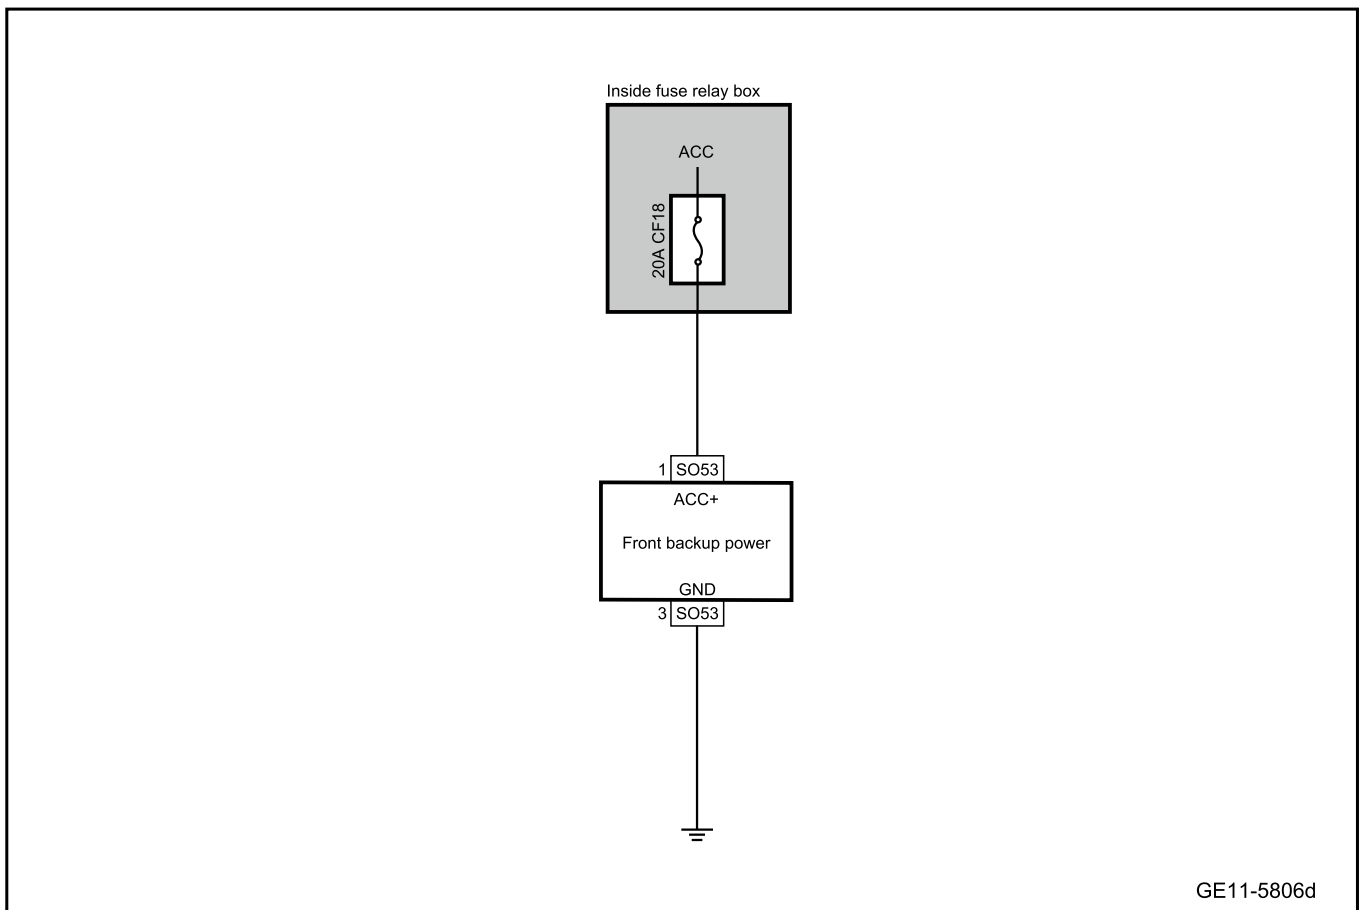 Inside fuse relay box
ACC
20A CF18
1 SO53
ACC+
Front backup power
GND
3 SO53
GE11-5806d